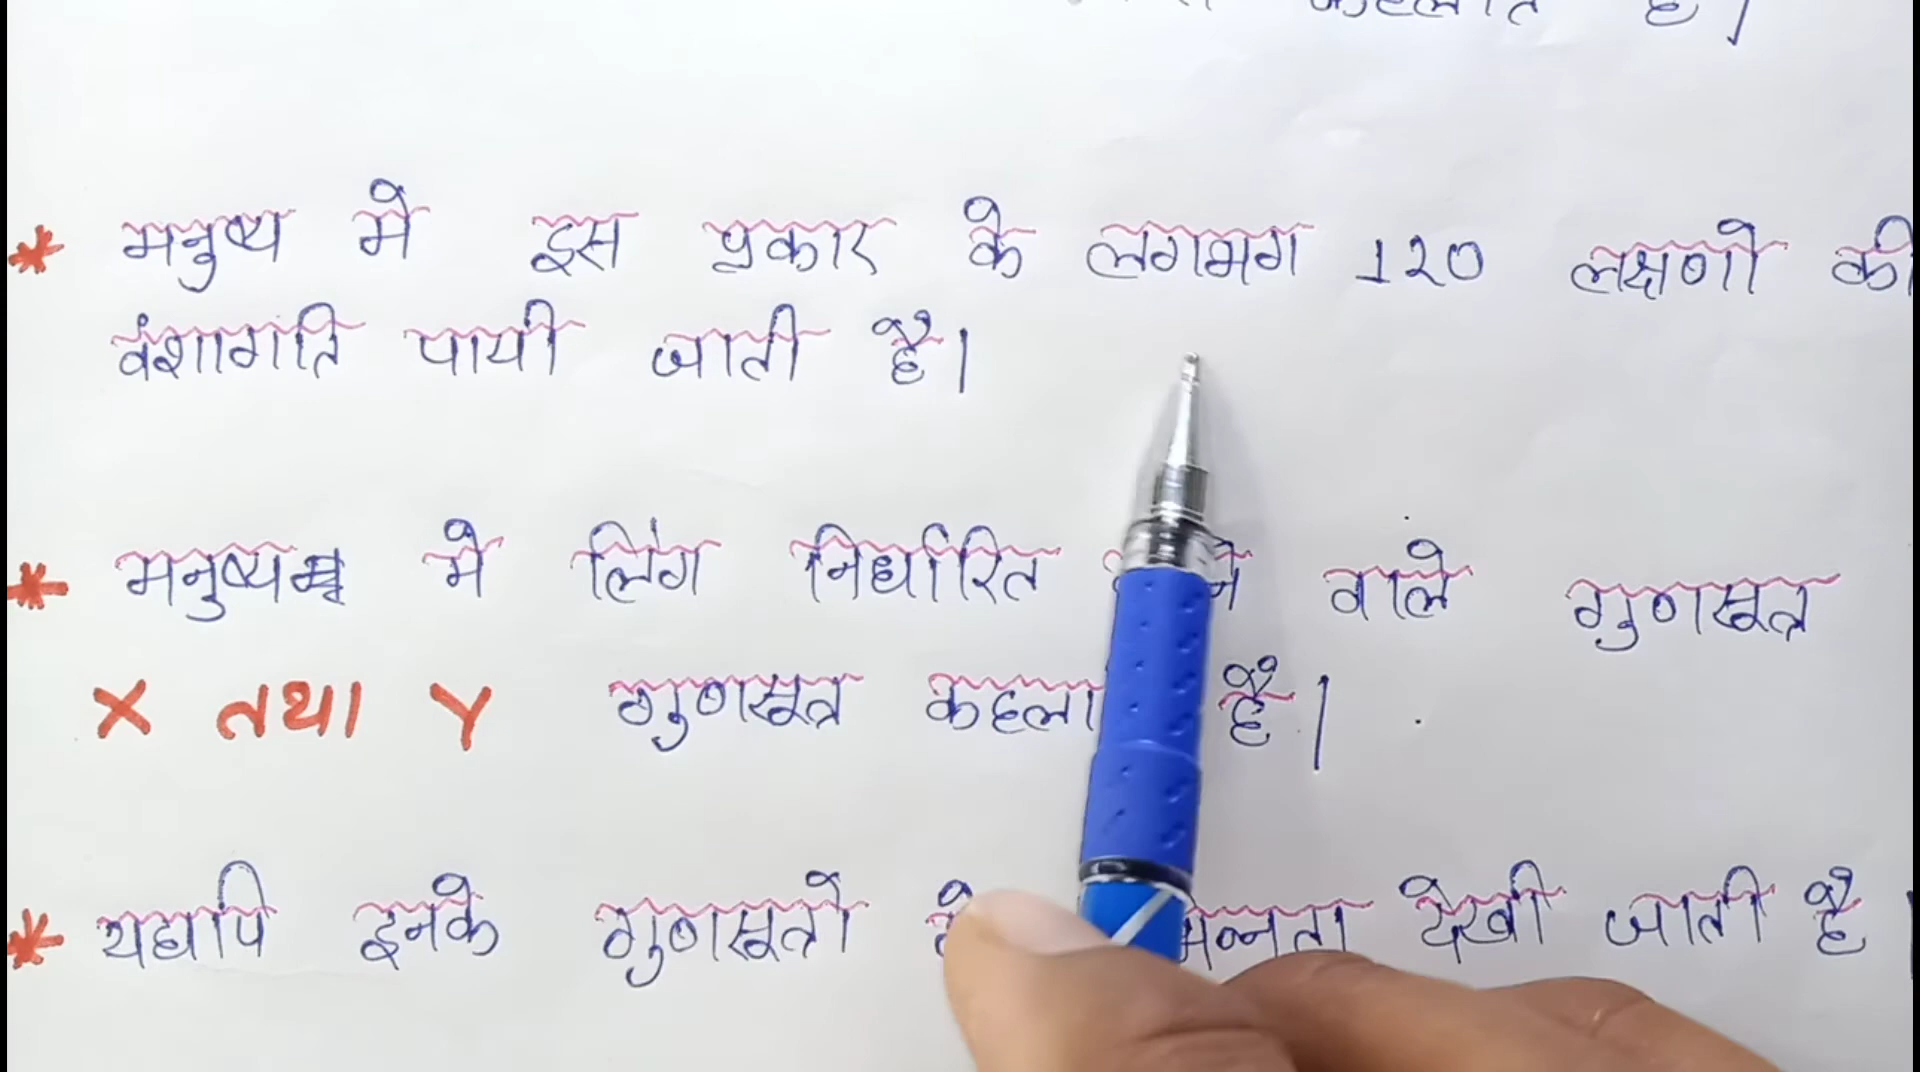 कहलाते है।
* मनुष्य मे इस प्रकार के लगभग 120 लक्षणो की
वंशागति पायी जाती है।
* मनुष्य मे लिंग निर्धारित वाले गुणसूत्र
X तथा Y गुणसूत्र है।
* यद्यपि इनके गुणसूत्रो देखी जाती है।